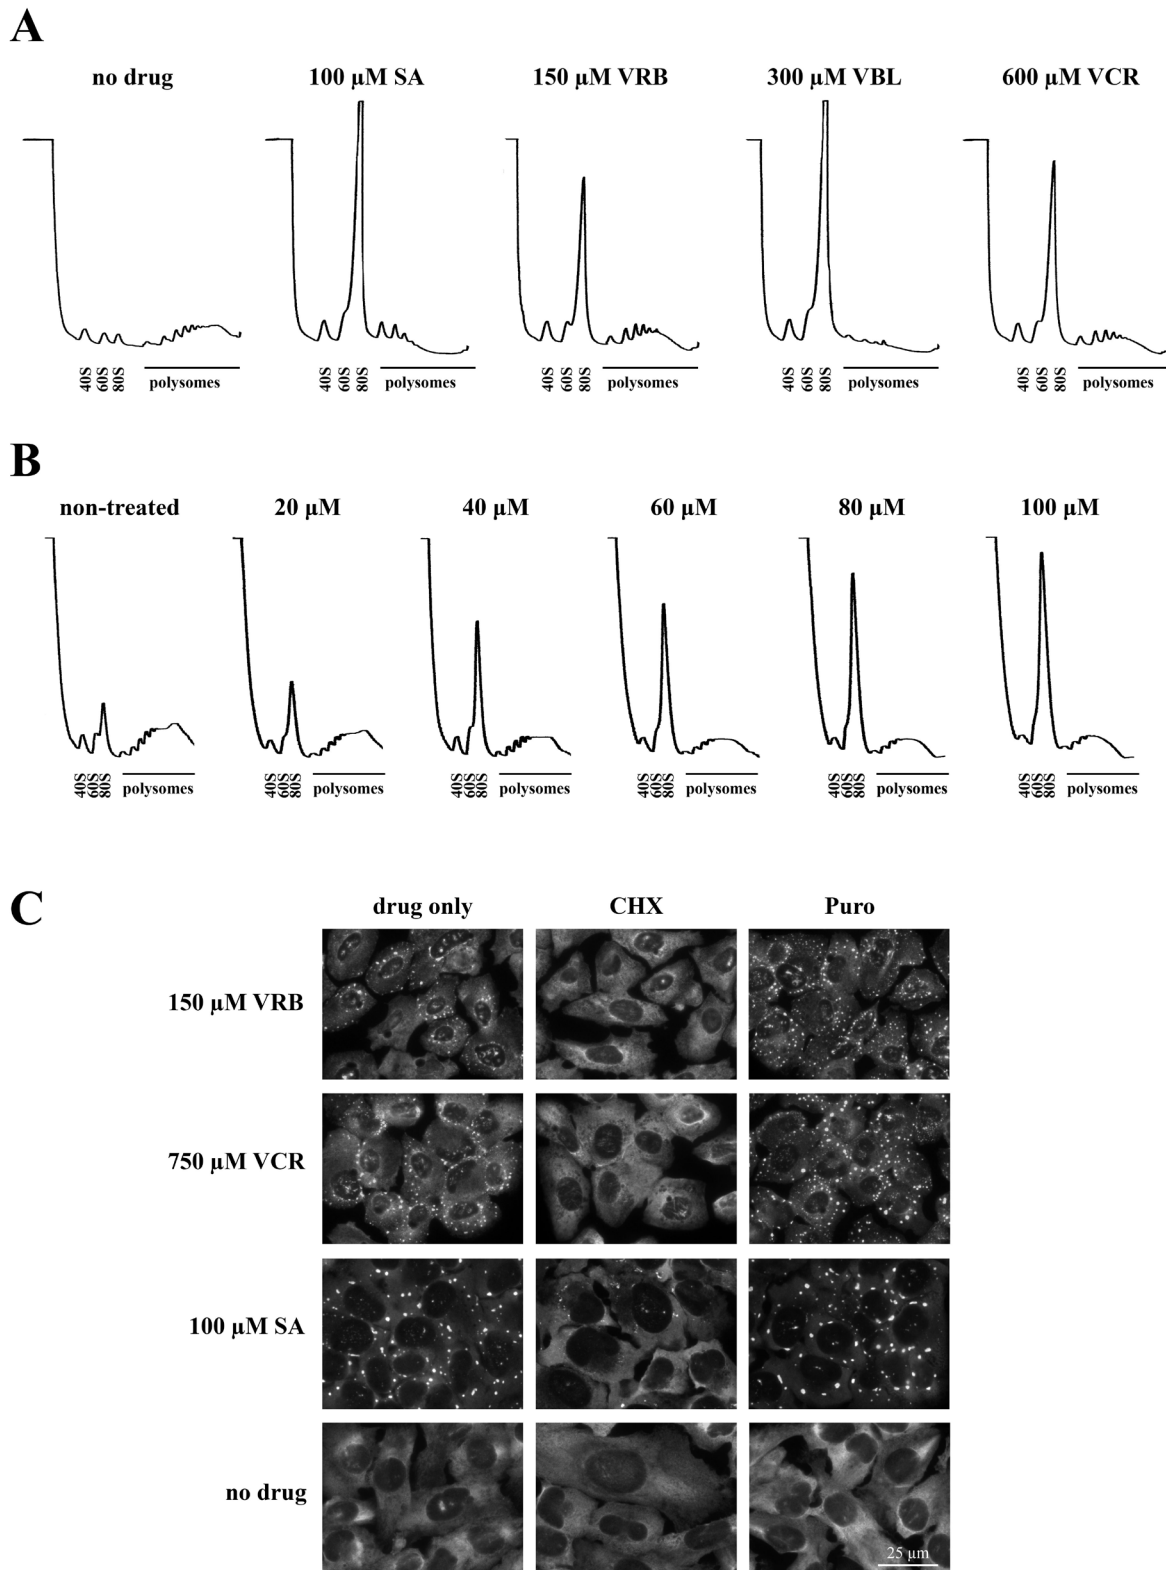 A
no drug
100 µM SA
150 µM VRB
300 µM VBL
600 µM VCR
40S
60S
80S
polysomes
40S
60S
80S
polysomes
40S
60S
80S
polysomes
40S
60S
80S
polysomes
40S
60S
80S
polysomes
B
non-treated
20 µM
40 µM
60 µM
80 µM
100 µM
40S
60S
80S
polysomes
40S
60S
80S
polysomes
40S
60S
80S
polysomes
40S
60S
80S
polysomes
40S
60S
80S
polysomes
40S
60S
80S
polysomes
C
drug only
CHX
Puro
150 µM VRB
750 µM VCR
100 µM SA
no drug
25 µm